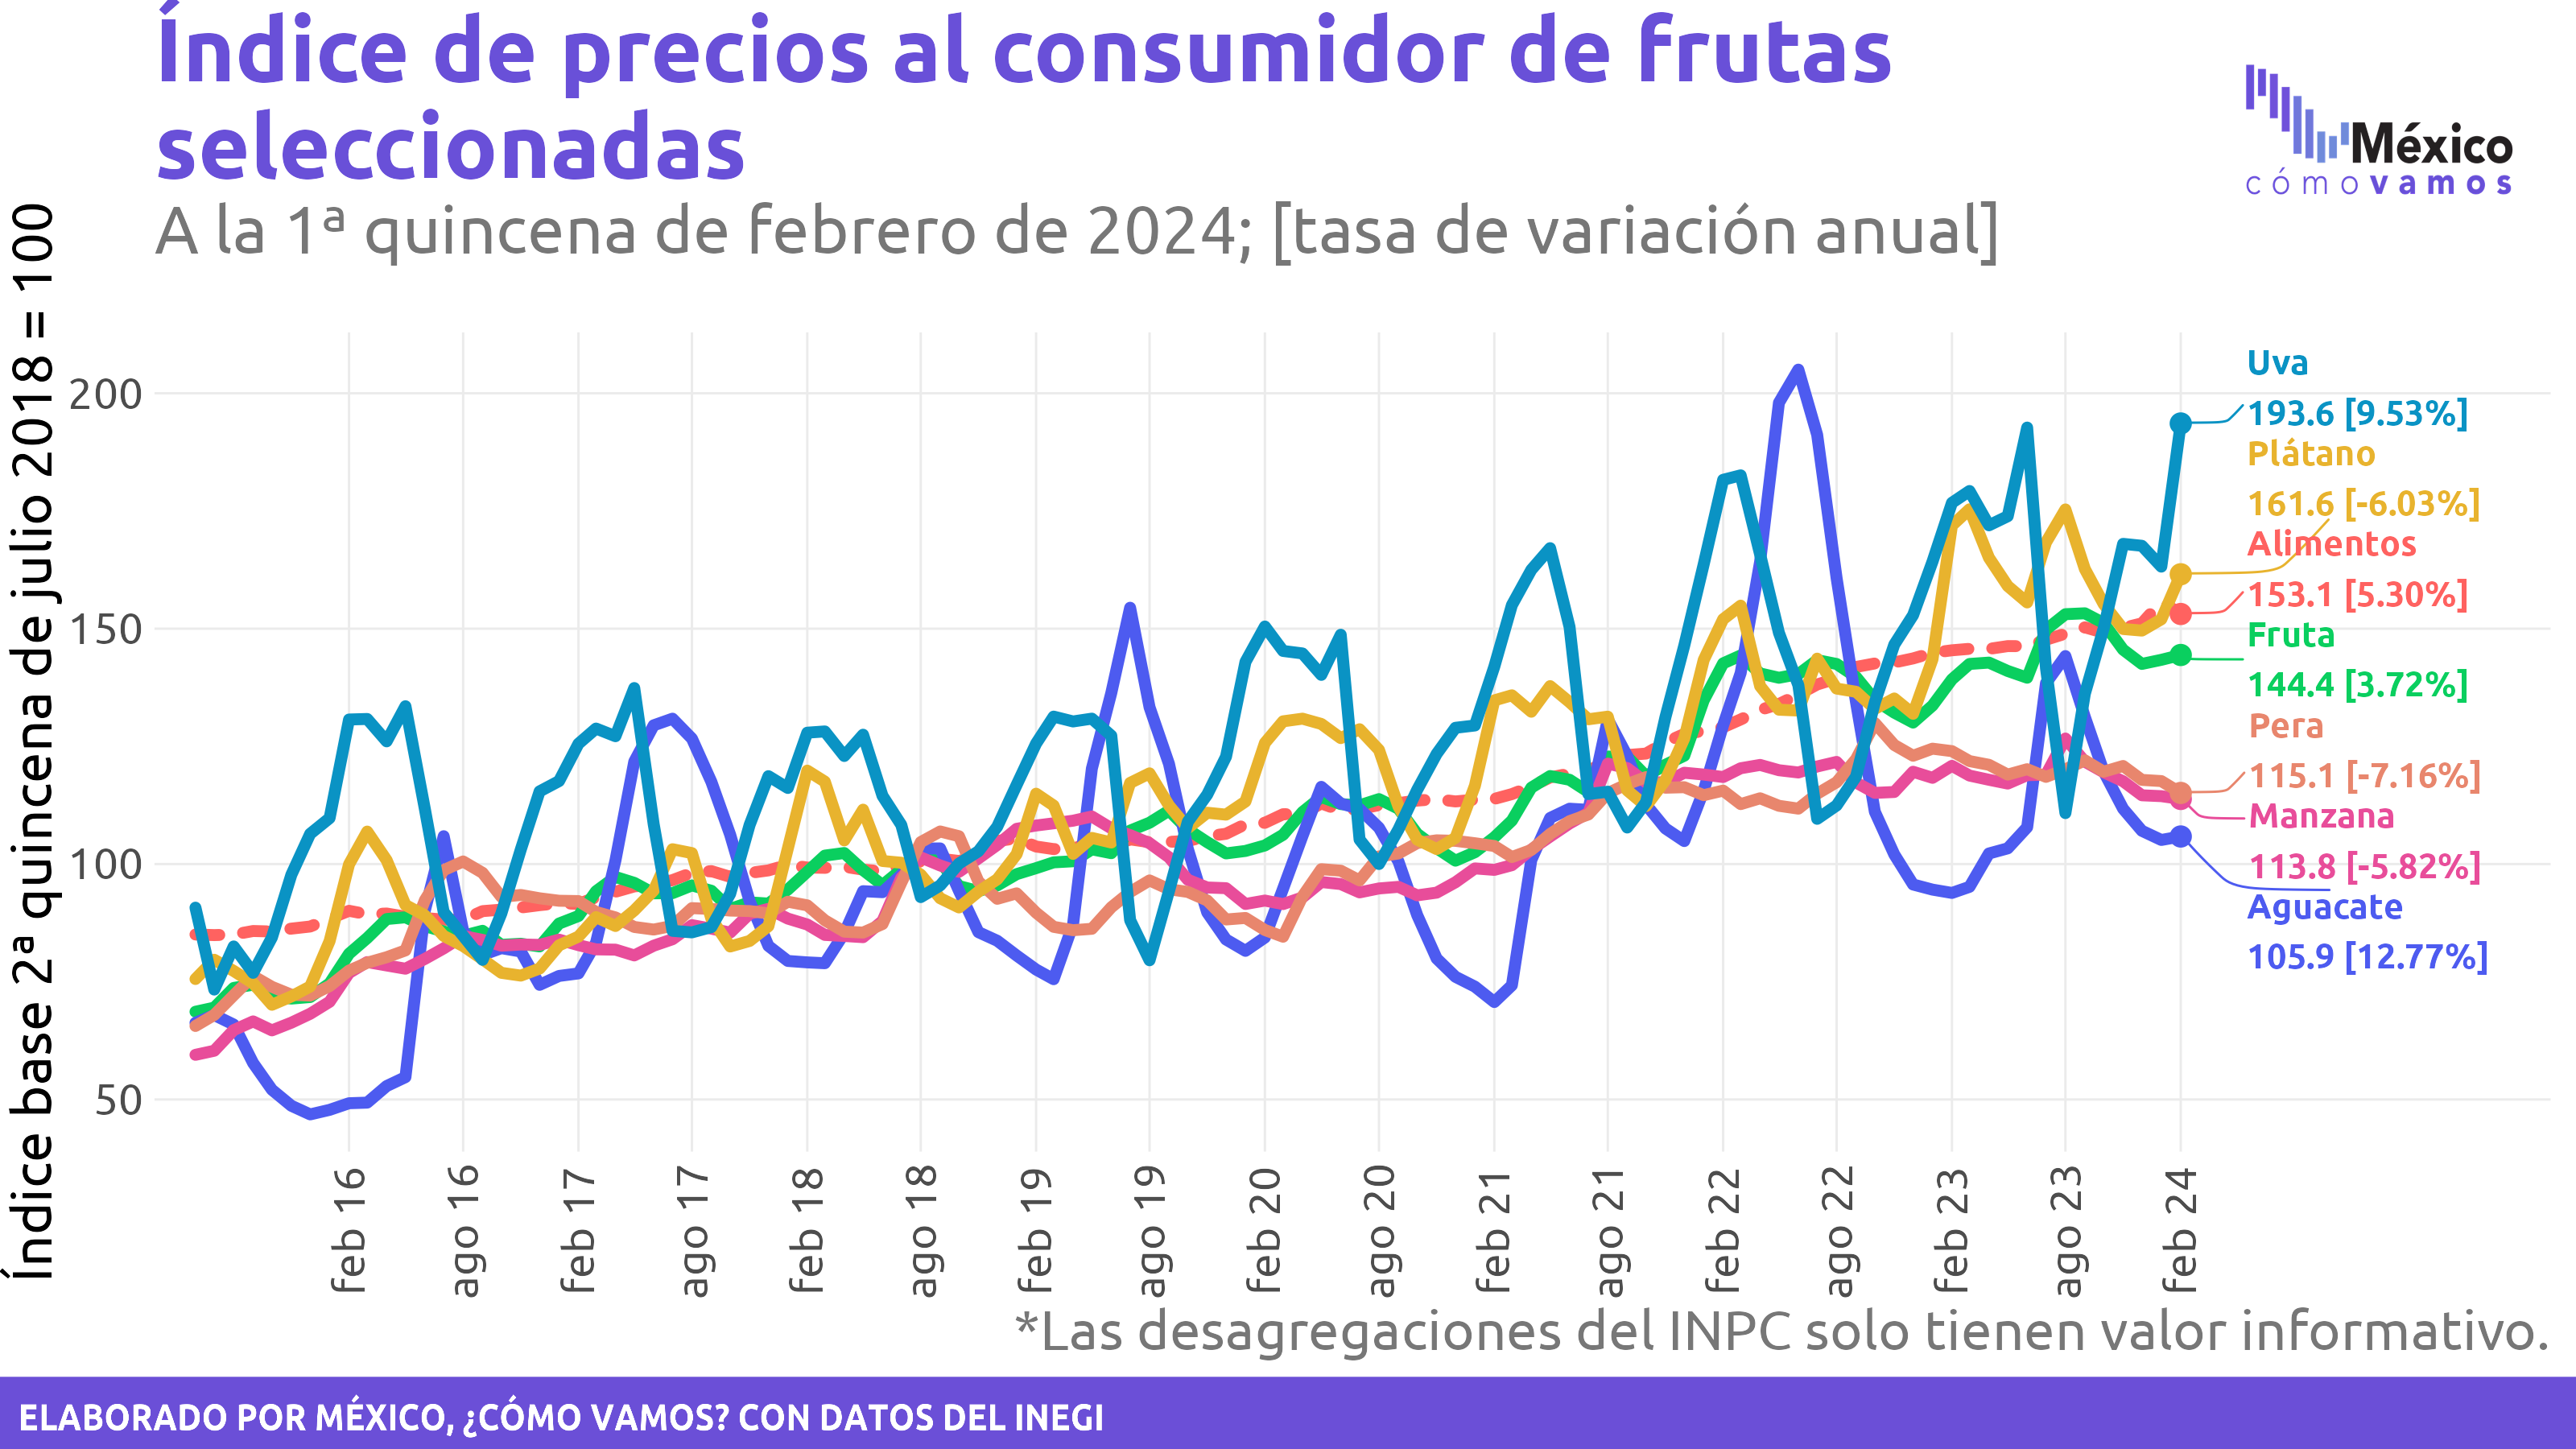 Índice de precios al consumidor de frutas
seleccionadas
A la 1ª quincena de febrero de 2024; [tasa de variación anual]
México
cómo vamos
Índice base 2ª quincena de julio 2018 = 100
200
150
100
50
Uva
193.6 [9.53%]
Plátano
161.6 [-6.03%]
Alimentos
153.1 [5.30%]
Fruta
144.4 [3.72%]
Pera
115.1 [-7.16%]
Manzana
113.8 [-5.82%]
Aguacate
105.9 [12.77%]
feb 16
ago 16
feb 17
ago 17
feb 18
ago 18
feb 19
ago 19
feb 20
ago 20
feb 21
ago 21
feb 22
ago 22
feb 23
ago 23
feb 24
*Las desagregaciones del INPC solo tienen valor informativo.
ELABORADO POR MÉXICO, ¿CÓMO VAMOS? CON DATOS DEL INEGI